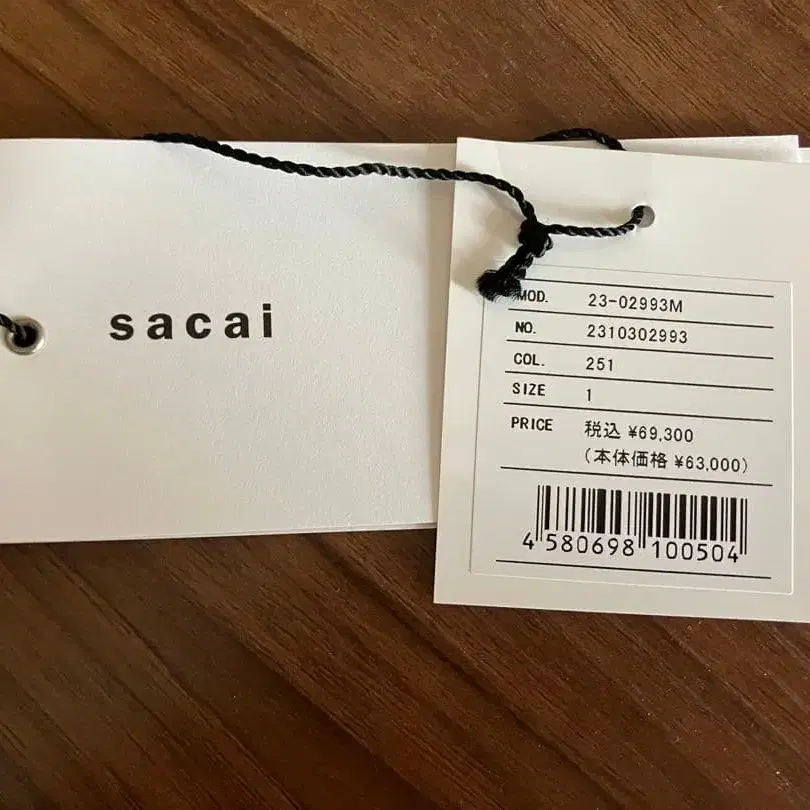 sacai
MOD. 23-02993M
NO. 2310302993
COL. 251
SIZE 1
PRICE 税込 ¥69,300
(本体価格 ¥63,000)
4 580698 100504